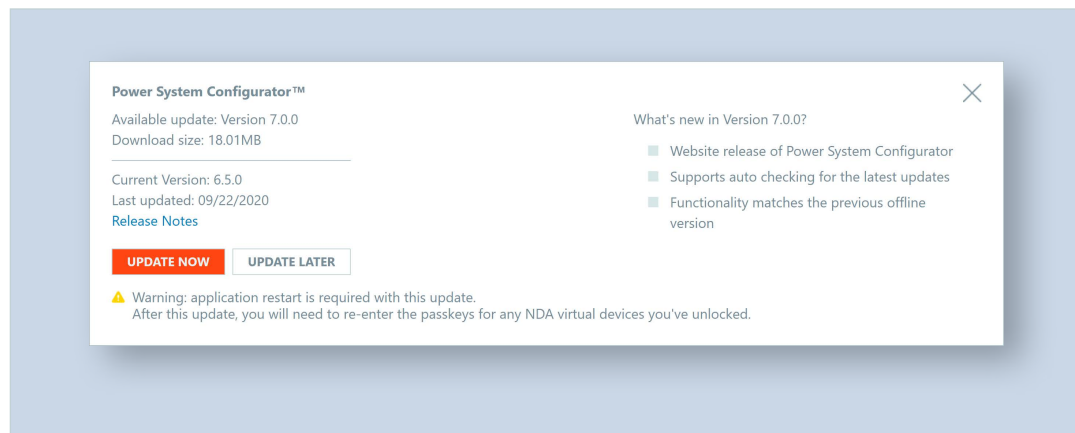 Power System Configurator™
Available update: Version 7.0.0
Download size: 18.01MB
Current Version: 6.5.0
Last updated: 09/22/2020
Release Notes
UPDATE NOW
UPDATE LATER
What's new in Version 7.0.0?
Website release of Power System Configurator
Supports auto checking for the latest updates
Functionality matches the previous offline
version
Warning: application restart is required with this update.
After this update, you will need to re-enter the passkeys for any NDA virtual devices you've unlocked.